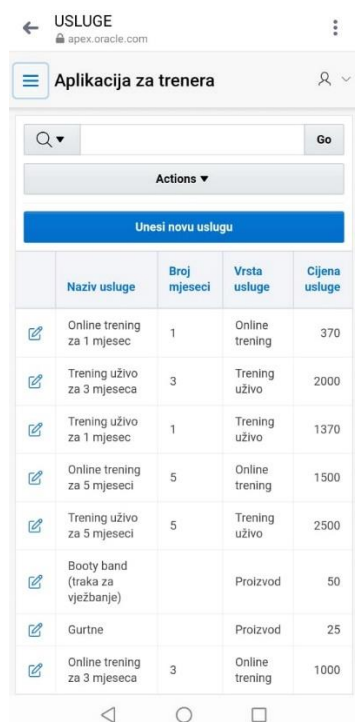 USLUGE
apex.oracle.com
Aplikacija za trenera
Go
Actions
Unesi novu uslugu
Naziv usluge Broj mjeseci Vrsta usluge Cijena usluge
Online trening za 1 mjesec 1 Online trening 370
Trening uživo za 3 mjeseca 3 Trening uživo 2000
Trening uživo za 1 mjesec 1 Trening uživo 1370
Online trening za 5 mjeseci 5 Online trening 1500
Trening uživo za 5 mjeseci 5 Trening uživo 2500
Booty band (traka za vježbanje) Proizvod 50
Gurtne Proizvod 25
Online trening za 3 mjeseca 3 Online trening 1000